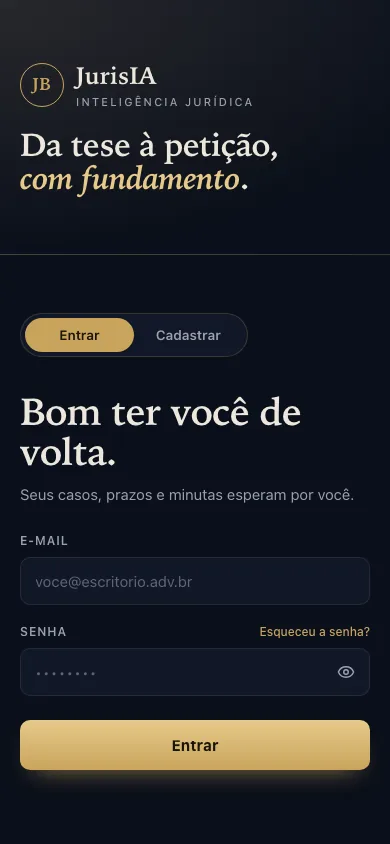 JB
JurisIA
INTELIGÊNCIA JURÍDICA
Da tese à petição,
com fundamento.
Entrar
Cadastrar
Bom ter você de
volta.
Seus casos, prazos e minutas esperam por você.
E-MAIL
voce@escritorio.adv.br
SENHA
Esqueceu a senha?
••••••••
Entrar